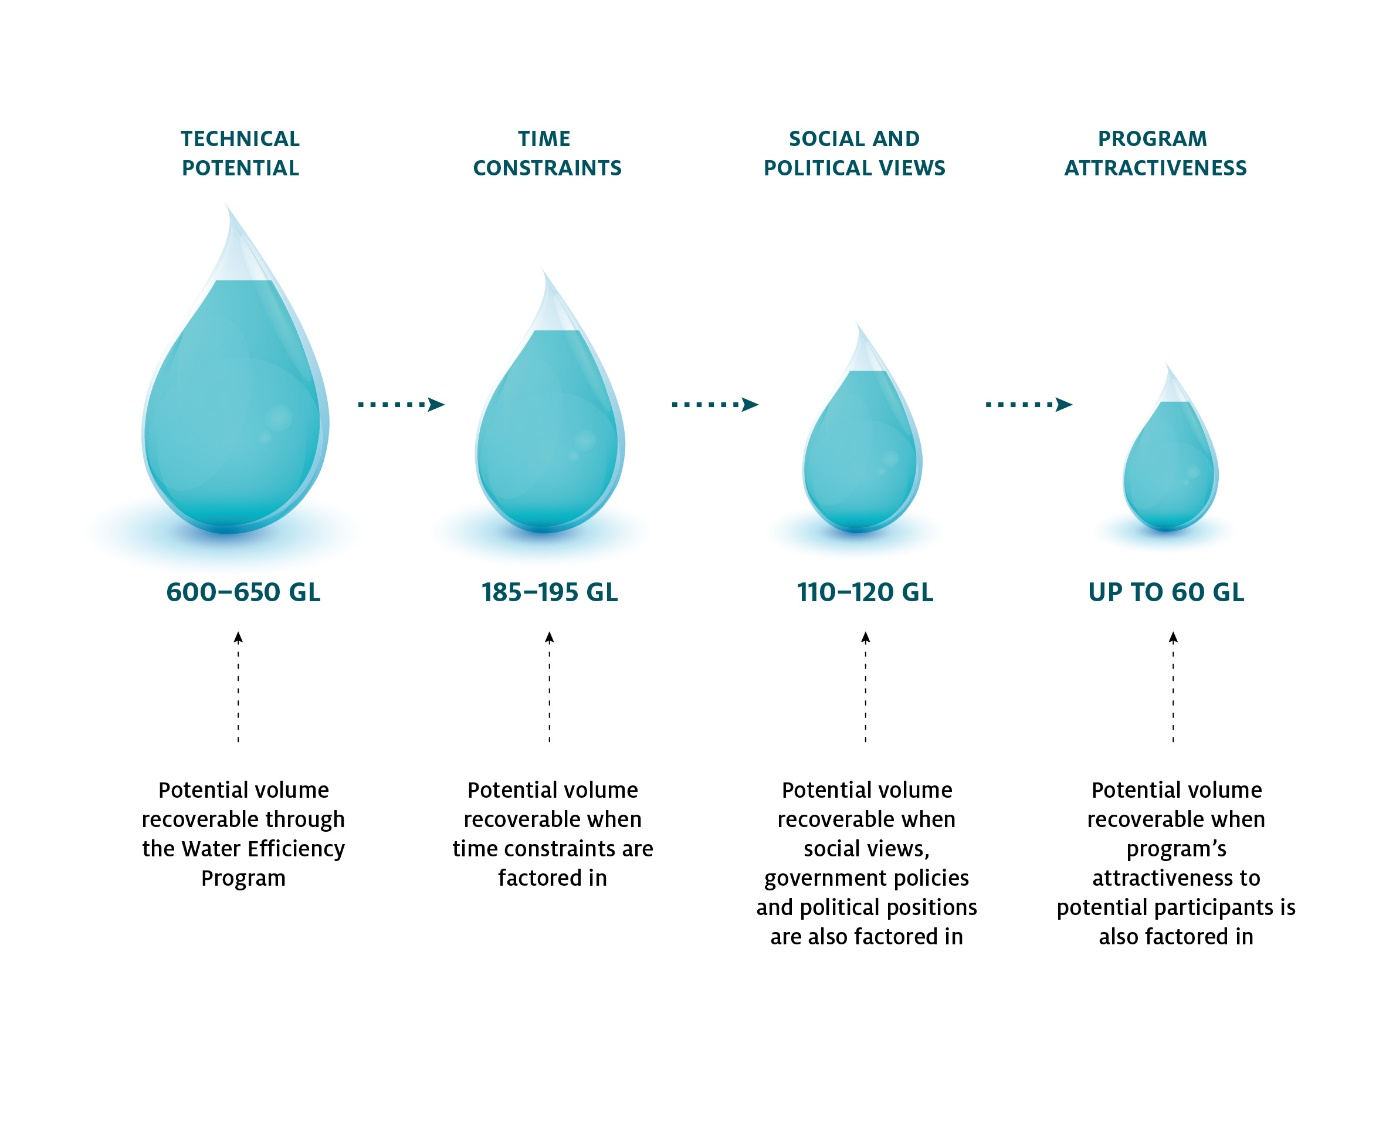 TECHNICAL
POTENTIAL
TIME
CONSTRAINTS
SOCIAL AND
POLITICAL VIEWS
PROGRAM
ATTRACTIVENESS
600–650 GL
185–195 GL
110–120 GL
UP TO 60 GL
Potential volume
recoverable through
the Water Efficiency
Program
Potential volume
recoverable when
time constraints are
factored in
Potential volume
recoverable when
social views,
government policies
and political positions
are also factored in
Potential volume
recoverable when
program's
attractiveness to
potential participants is
also factored in